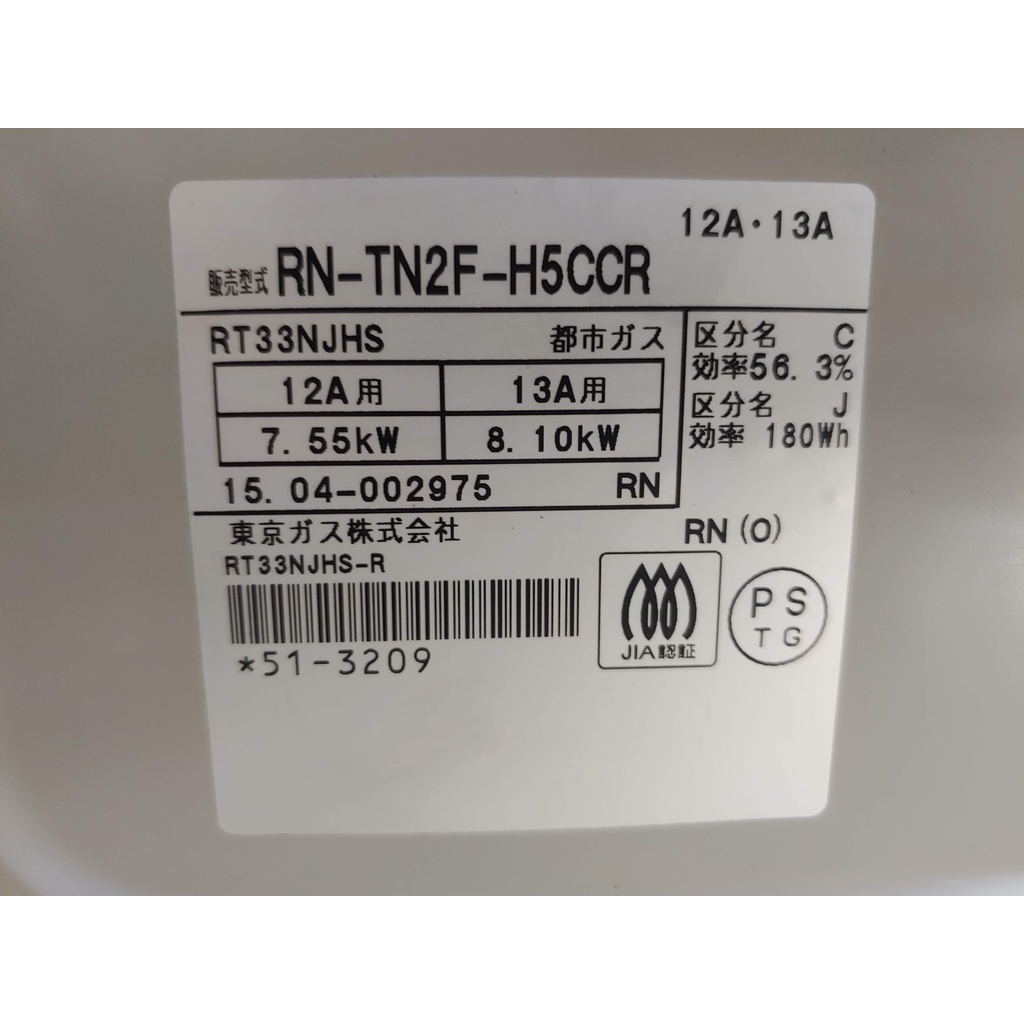 12A・13A
販売型式 RN-TN2F-H5CCR
RT33NJHS 都市ガス
12A用 13A用
7.55kW 8.10kW
15.04-002975 RN
区分名 C
効率56.3%
区分名 J
効率 180Wh
東京ガス株式会社 RN(O)
RT33NJHS-R
*51-3209
JIA認証
PS
TG